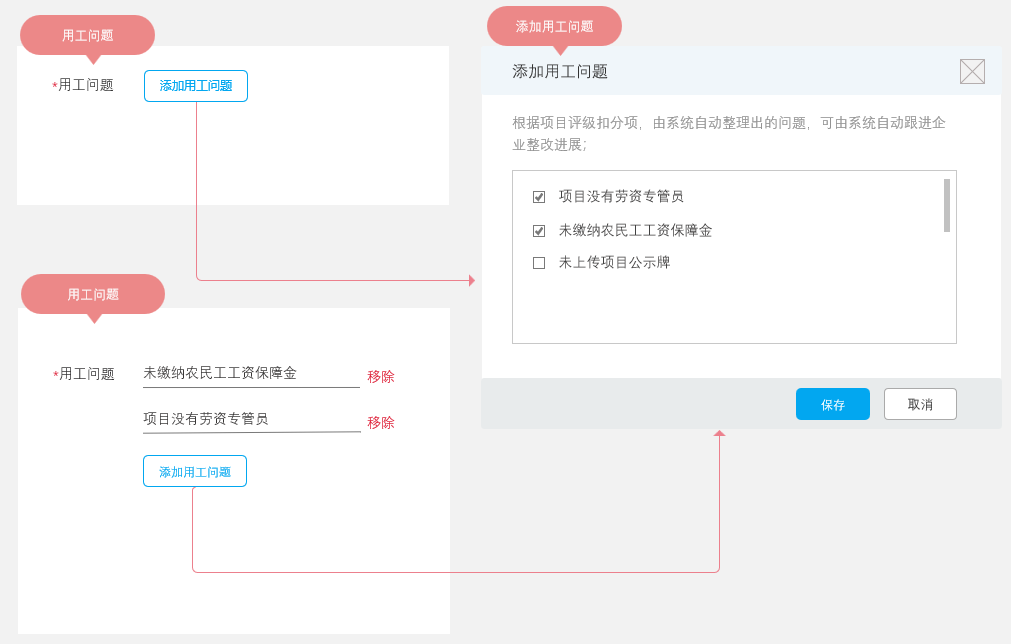 用工问题
*用工问题
添加用工问题
用工问题
*用工问题
未缴纳农民工工资保障金
移除
项目没有劳资专管员
移除
添加用工问题
添加用工问题
添加用工问题
根据项目评级扣分项，由系统自动整理出的问题，可由系统自动跟进企
业整改进展；
项目没有劳资专管员
未缴纳农民工工资保障金
未上传项目公示牌
保存
取消